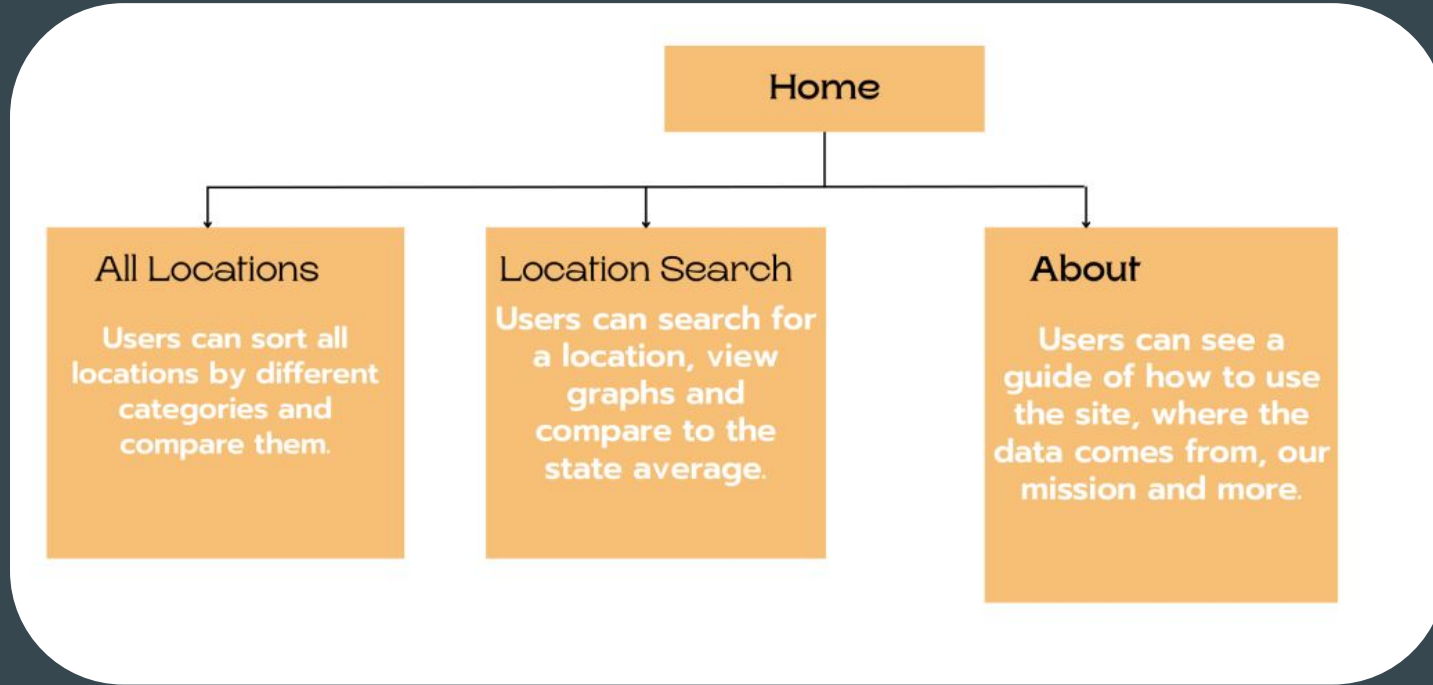 Home
All Locations
Users can sort all
locations by different
categories and
compare them.
Location Search
Users can search for
a location, view
graphs and
compare to the
state average.
About
Users can see a
guide of how to use
the site, where the
data comes from, our
mission and more.